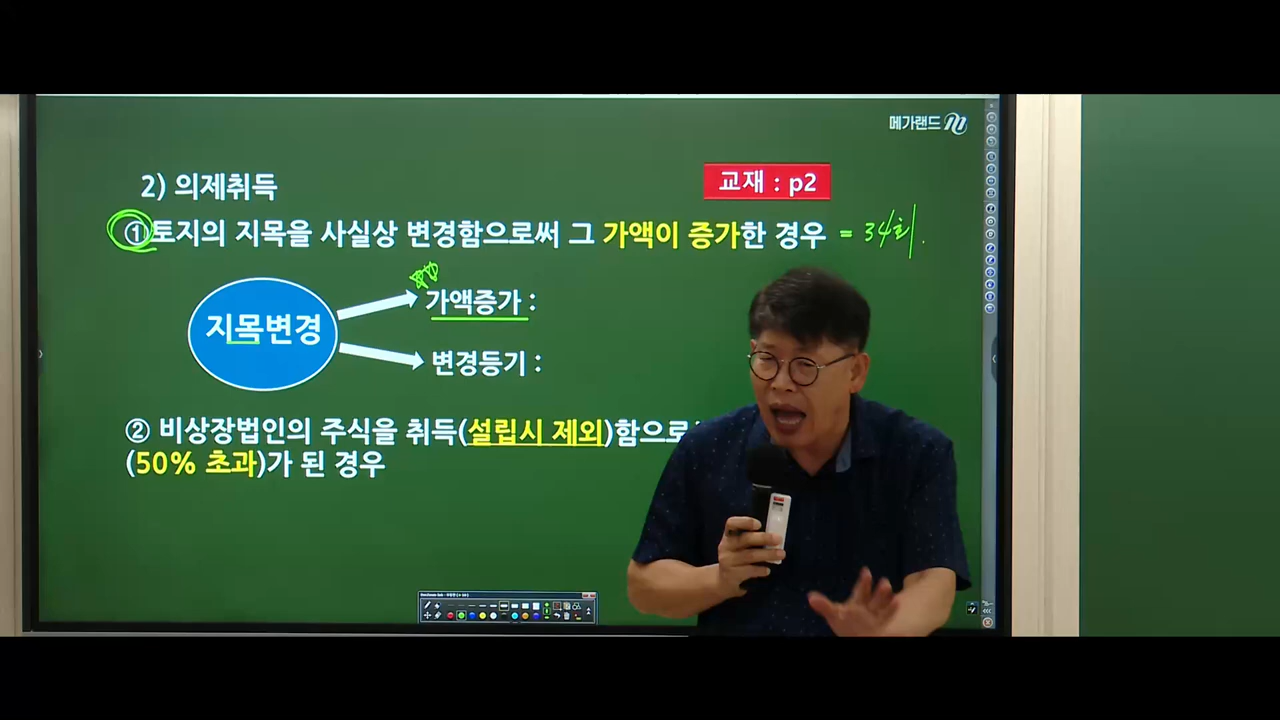 메가랜드
2) 의제취득
교재 : p2
① 토지의 지목을 사실상 변경함으로써 그 가액이 증가한 경우 = 34회.
지목변경
가액증가 :
변경등기 :
② 비상장법인의 주식을 취득(설립시 제외)함으로
(50% 초과)가 된 경우